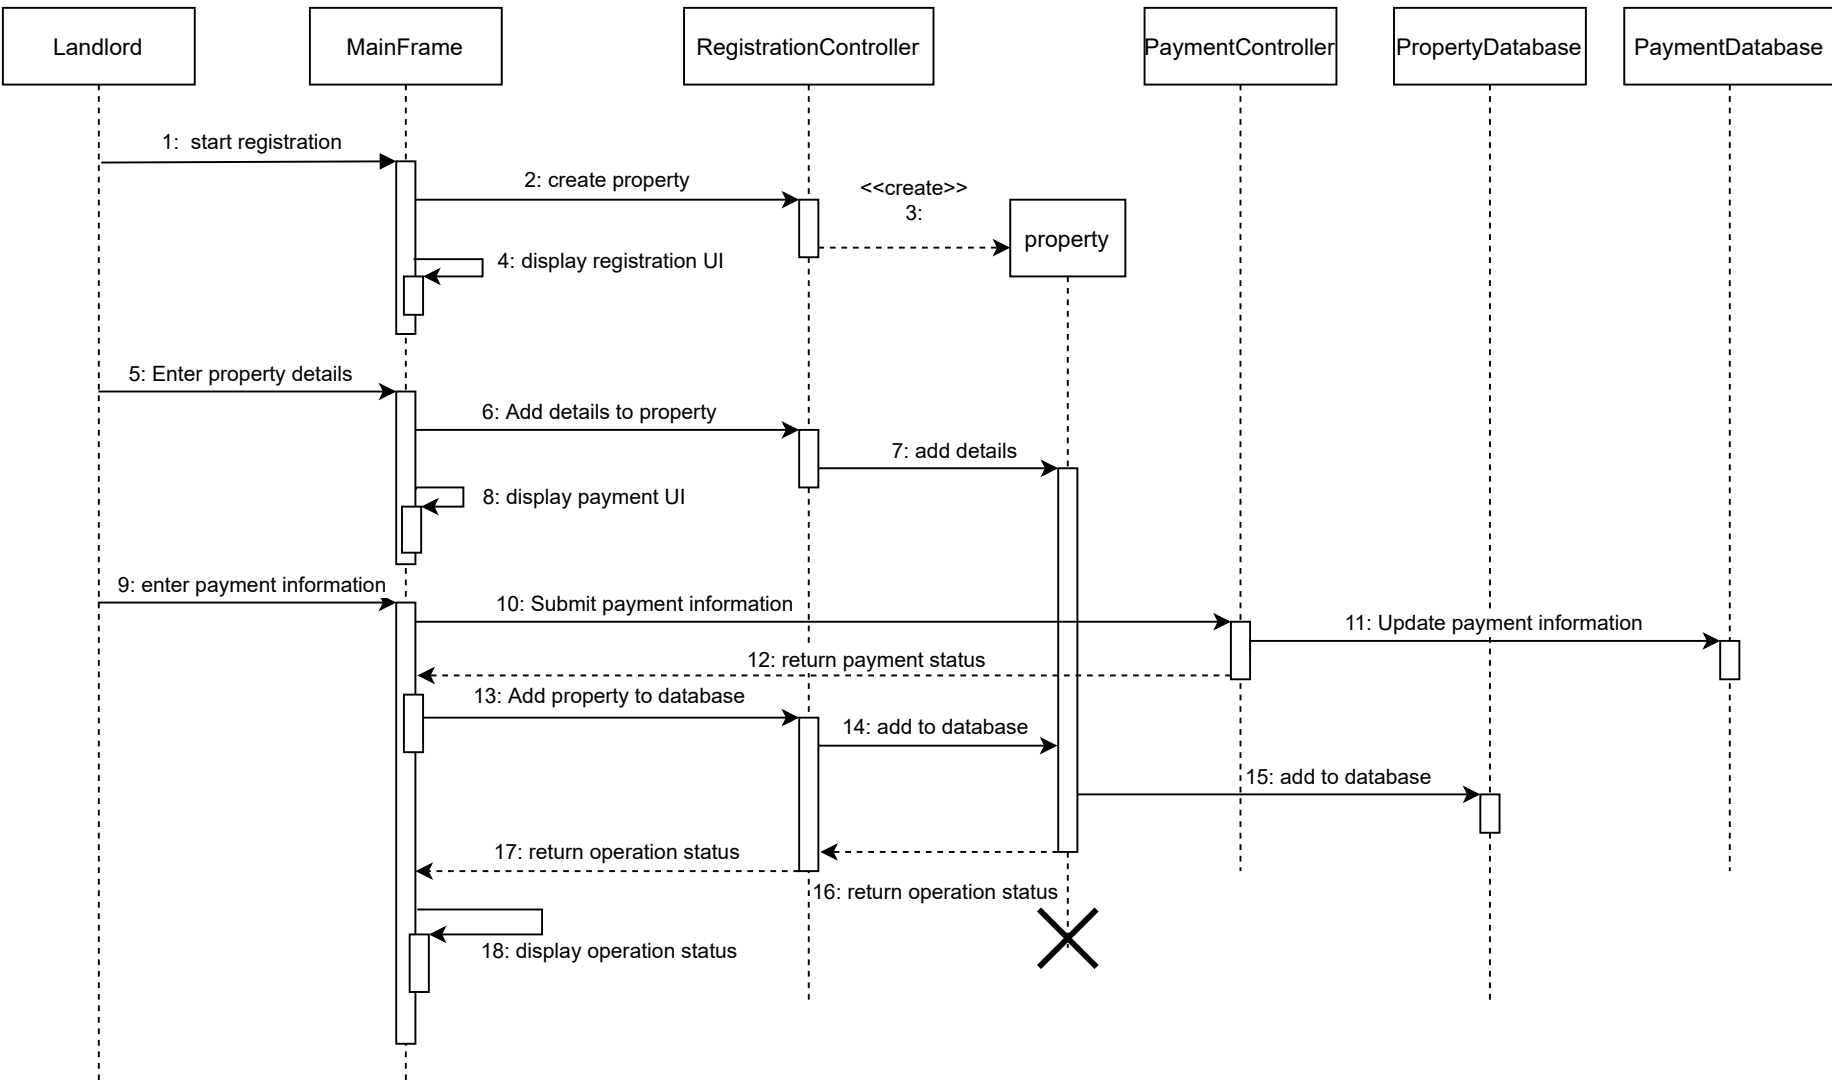 Landlord
MainFrame
RegistrationController
PaymentController
PropertyDatabase
PaymentDatabase
1:  start registration
2: create property
<<create>>
3:
property
4: display registration UI
5: Enter property details
6: Add details to property
7: add details
8: display payment UI
9: enter payment information
10: Submit payment information
11: Update payment information
12: return payment status
13: Add property to database
14: add to database
15: add to database
17: return operation status
16: return operation status
18: display operation status